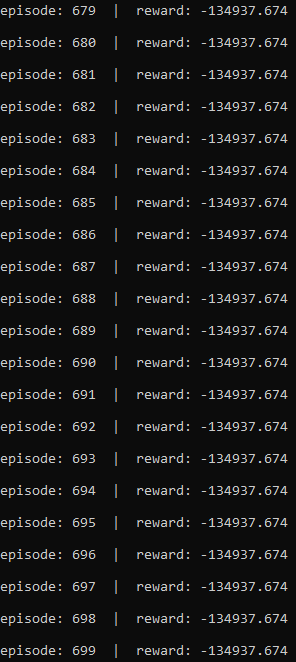 episode: 679 | reward: -134937.674
episode: 680 | reward: -134937.674
episode: 681 | reward: -134937.674
episode: 682 | reward: -134937.674
episode: 683 | reward: -134937.674
episode: 684 | reward: -134937.674
episode: 685 | reward: -134937.674
episode: 686 | reward: -134937.674
episode: 687 | reward: -134937.674
episode: 688 | reward: -134937.674
episode: 689 | reward: -134937.674
episode: 690 | reward: -134937.674
episode: 691 | reward: -134937.674
episode: 692 | reward: -134937.674
episode: 693 | reward: -134937.674
episode: 694 | reward: -134937.674
episode: 695 | reward: -134937.674
episode: 696 | reward: -134937.674
episode: 697 | reward: -134937.674
episode: 698 | reward: -134937.674
episode: 699 | reward: -134937.674